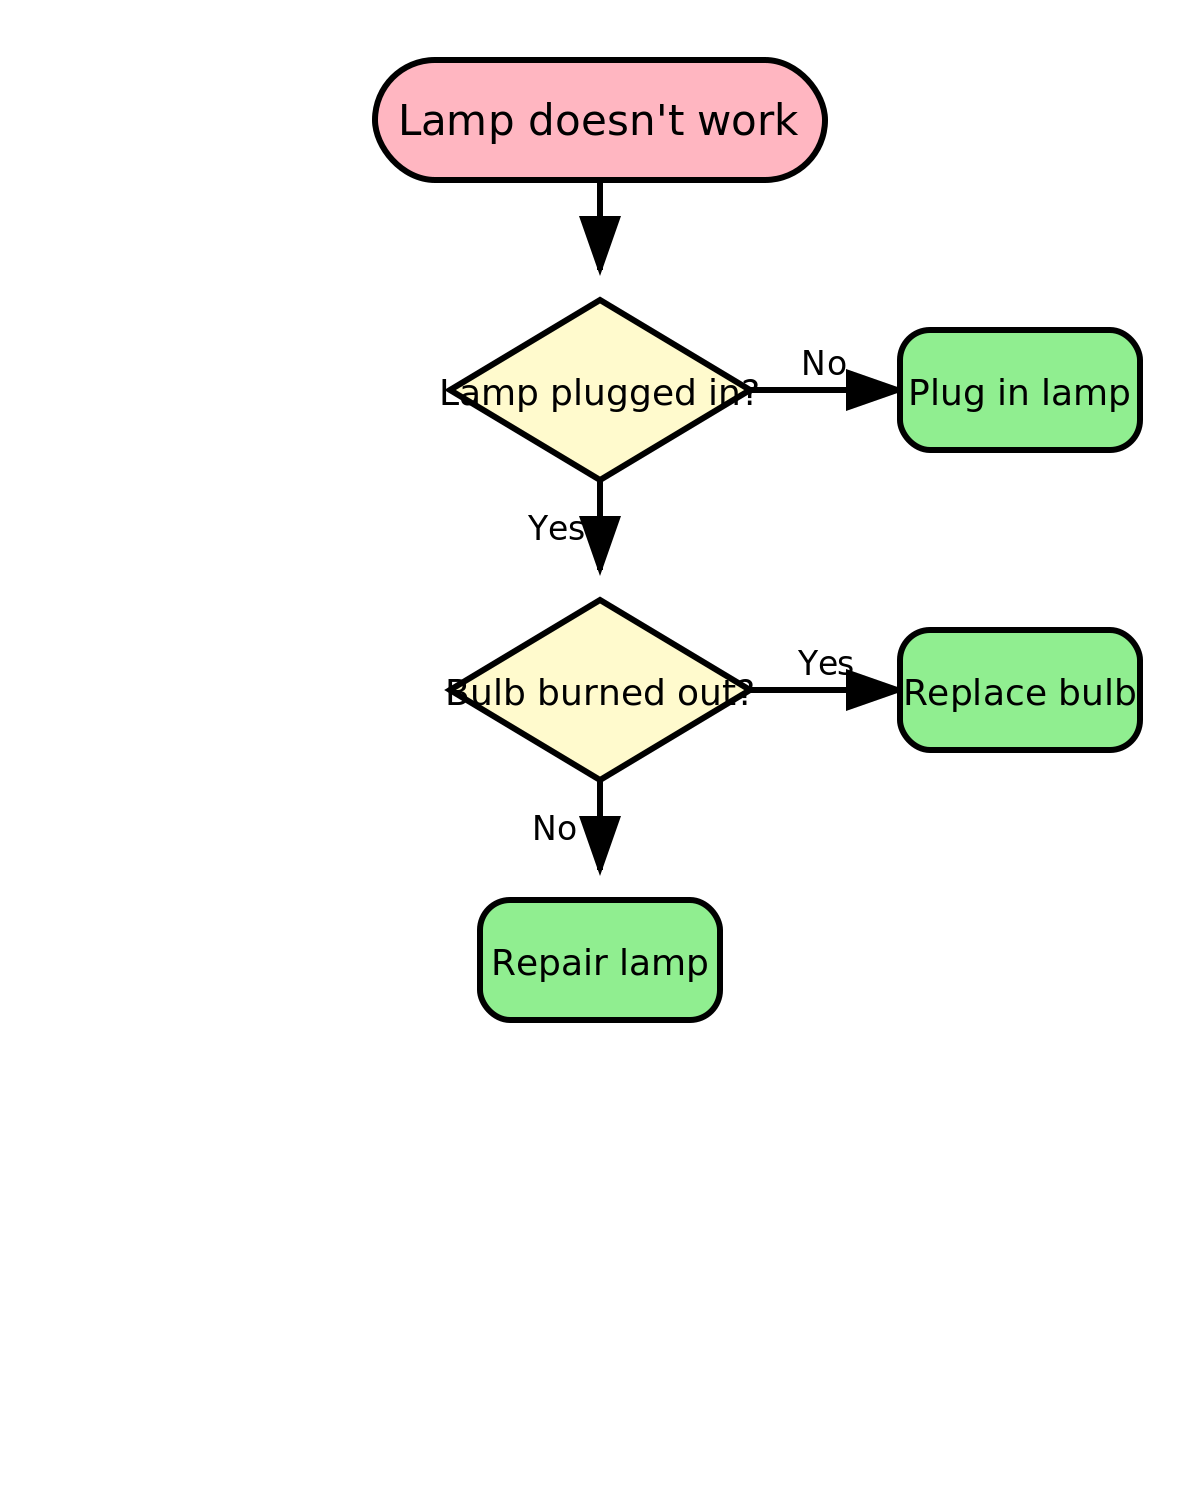 Lamp doesn't work
No
Lamp plugged in?
Plug in lamp
Yes
Yes
Bulb burned out?
Replace bulb
No
Repair lamp